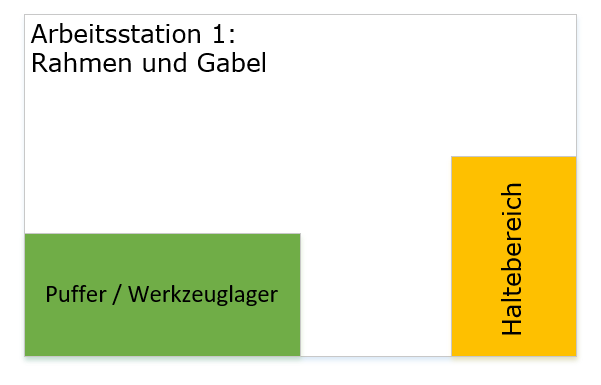 Arbeitsstation 1:
Rahmen und Gabel
Puffer / Werkzeuglager
Haltebereich